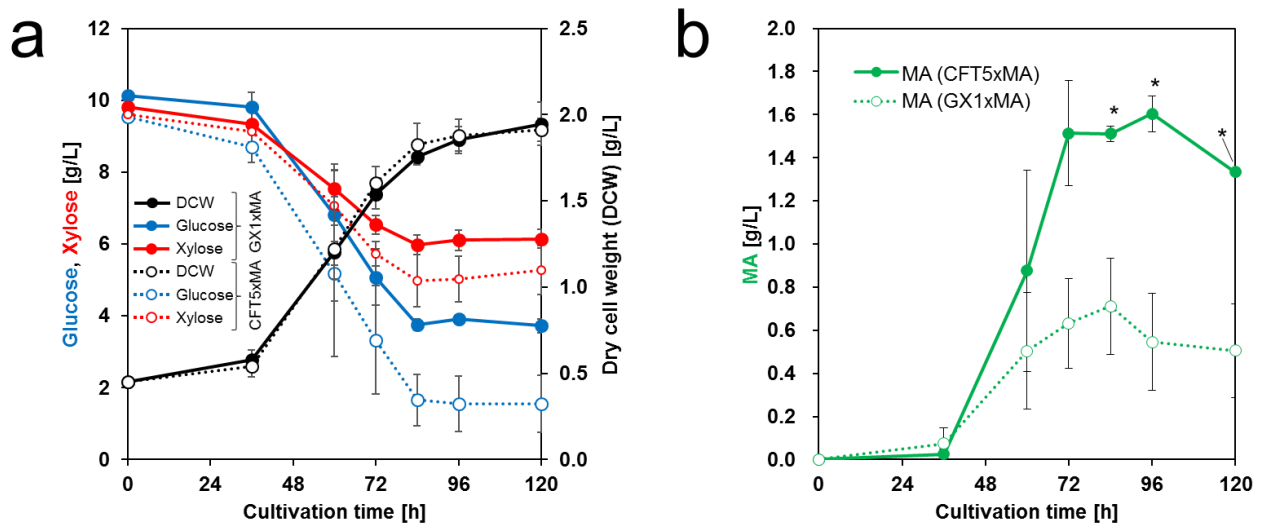 a
12
10
8
6
4
2
0
Glucose, Xylose [g/L]
2.5
2.0
1.5
1.0
0.5
0.0
Dry cell weight (DCW) [g/L]
DCW
Glucose
Xylose
GX1xMA
DCW
Glucose
Xylose
CFT5xMA
0 24 48 72 96 120
Cultivation time [h]
b
2.0
1.8
1.6
1.4
1.2
1.0
0.8
0.6
0.4
0.2
0.0
MA [g/L]
MA (CFT5xMA)
MA (GX1xMA)
*
*
*
0 24 48 72 96 120
Cultivation time [h]